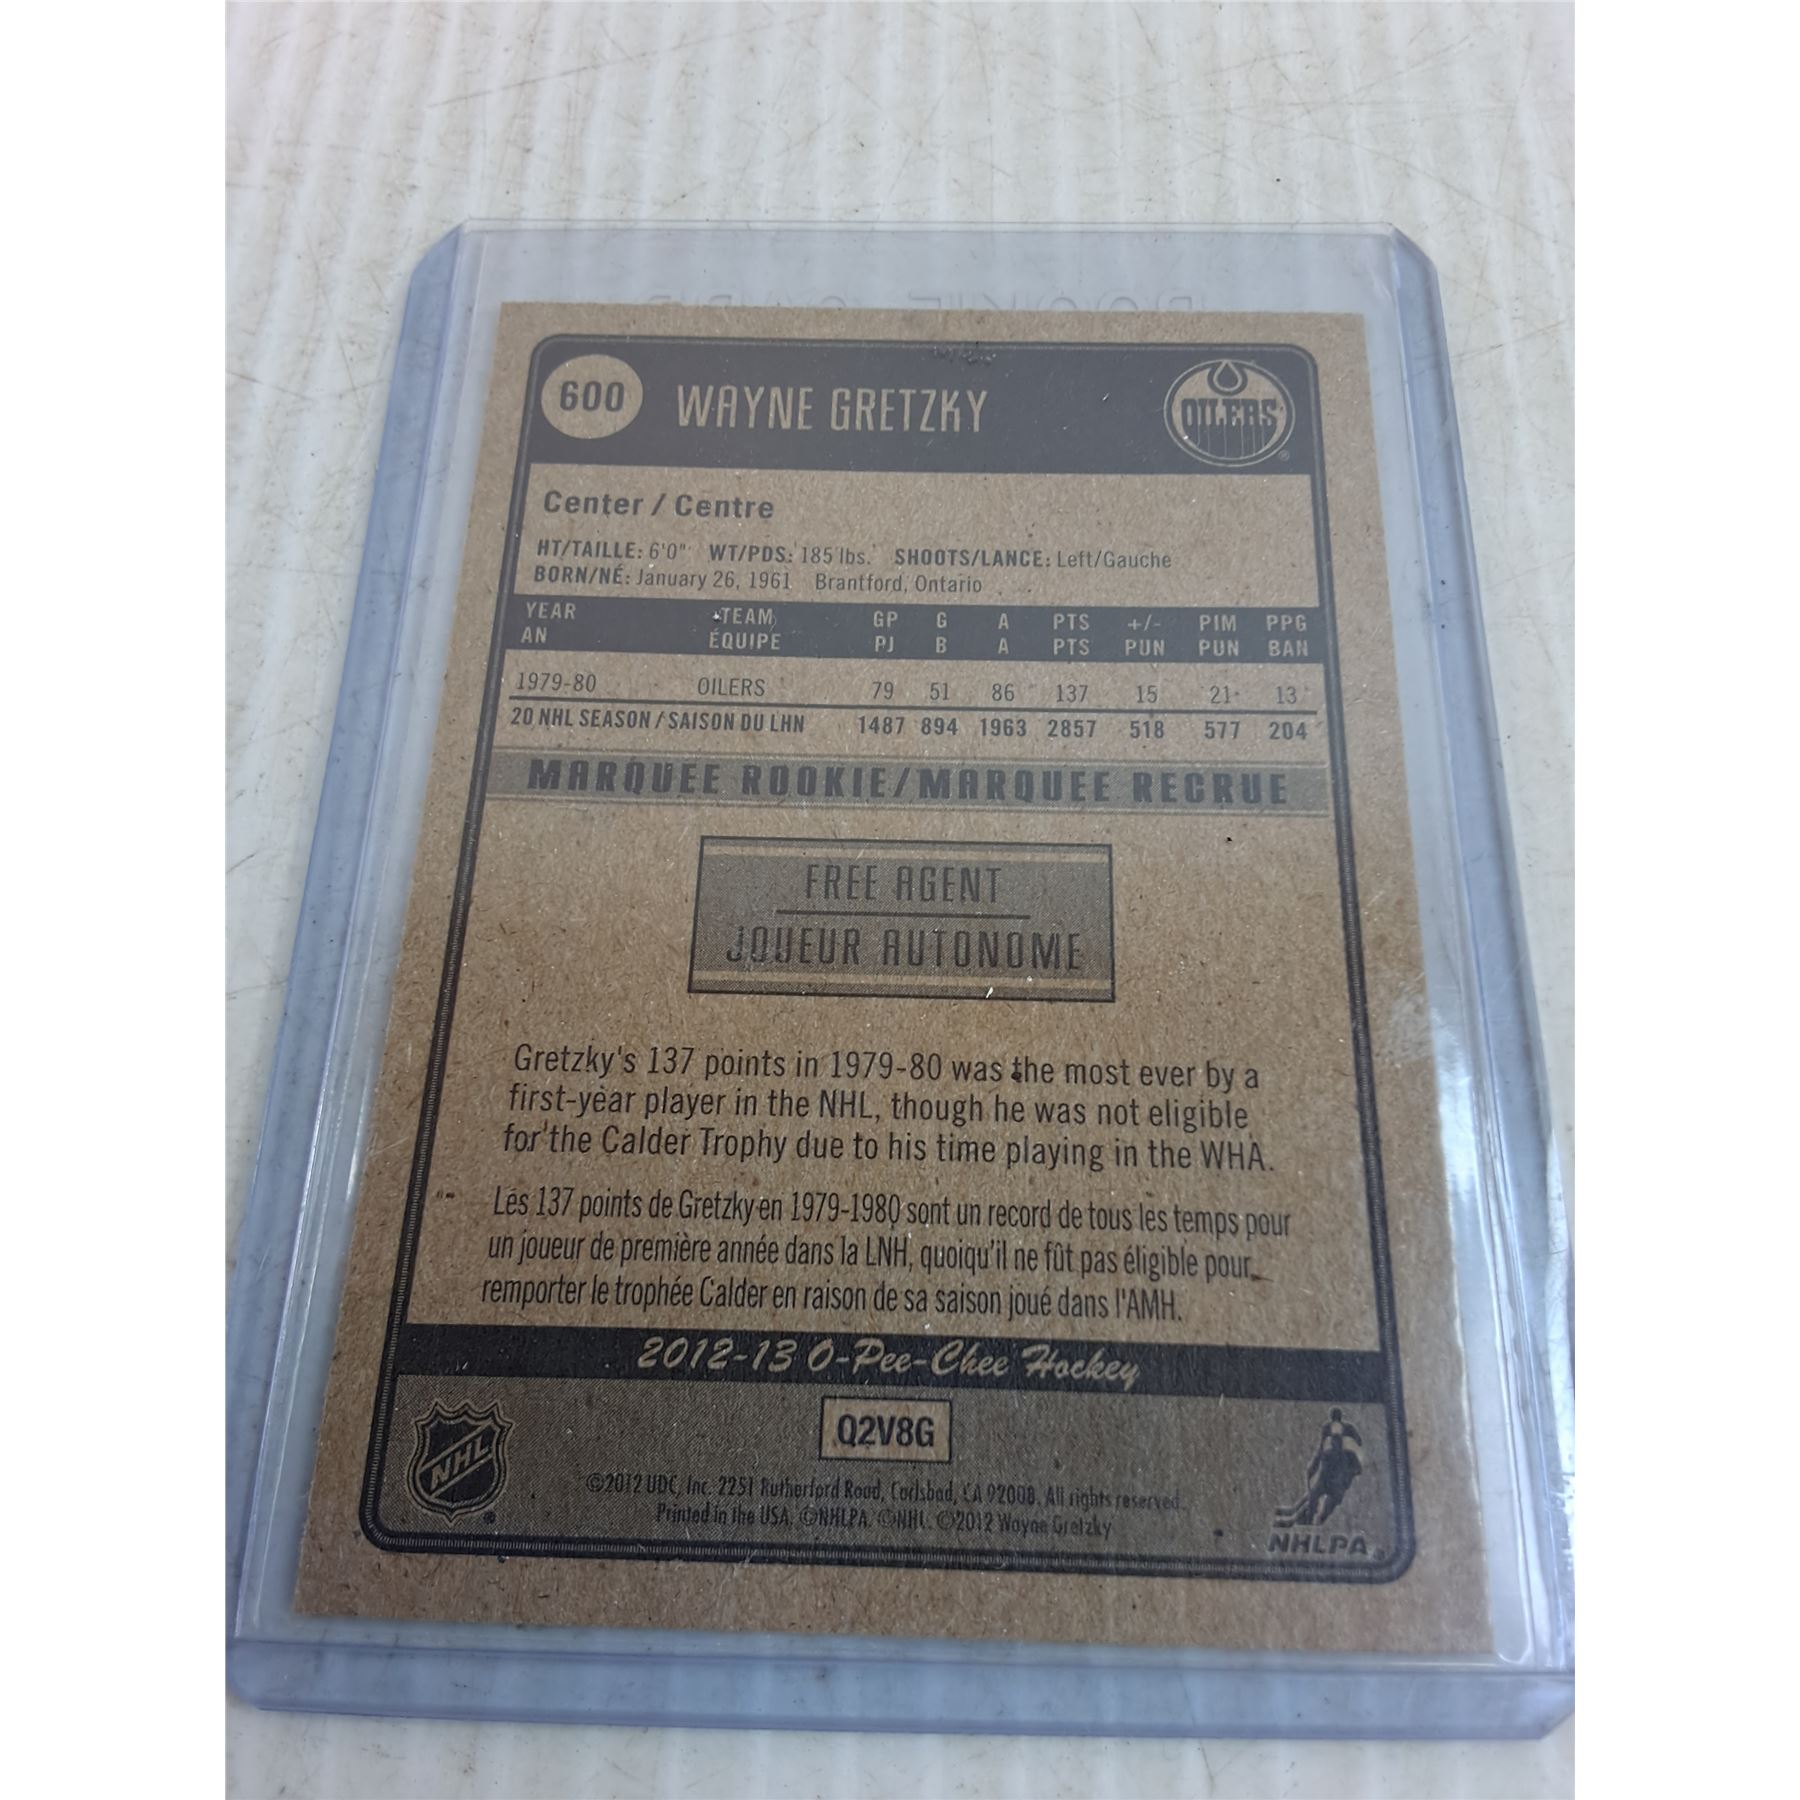 600 WAYNE GRETZKY
OILERS
Center / Centre
HT/TAILLE: 6'0" WT/PDS: 185 lbs. SHOOTS/LANCE: Left/Gauche
BORN/NÉ: January 26, 1961 Brantford, Ontario
YEAR TEAM GP G A PTS +/- PIM PPG
AN ÉQUIPE PJ B A PTS PUN PUN BAN
1979-80 OILERS 79 51 86 137 15 21 13
20 NHL SEASON / SAISON DU LHN 1487 894 1963 2857 518 577 204
MARQUEE ROOKIE/MARQUEE RECRUE
FREE AGENT
JOUEUR AUTONOME
Gretzky's 137 points in 1979-80 was the most ever by a
first-year player in the NHL, though he was not eligible
for the Calder Trophy due to his time playing in the WHA.
Les 137 points de Gretzky en 1979-1980 sont un record de tous les temps pour
un joueur de première année dans la LNH, quoiqu'il ne fût pas éligible pour
remporter le trophée Calder en raison de sa saison joué dans l'AMH.
2012-13 O-Pee-Chee Hockey
NHL
Q2V8G
©2012 UDC, Inc. 2251 Rutherford Road, Carlsbad, CA 92008. All rights reserved.
Printed in the USA. ©NHLPA. ©NHL. ©2012 Wayne Gretzky
NHLPA